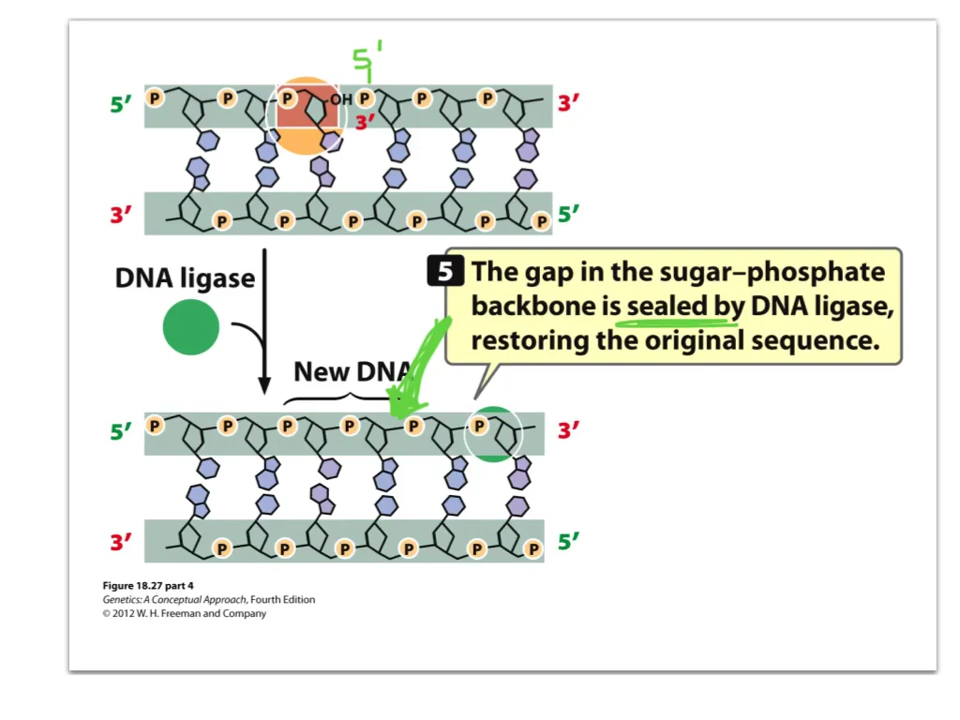 5'
5' P P P OH P P P 3'
3'
3' P P P P P P 5'
DNA ligase
5 The gap in the sugar–phosphate
backbone is sealed by DNA ligase,
restoring the original sequence.
New DNA
5' P P P P P P 3'
3' P P P P P P 5'
Figure 18.27 part 4
Genetics: A Conceptual Approach, Fourth Edition
© 2012 W. H. Freeman and Company